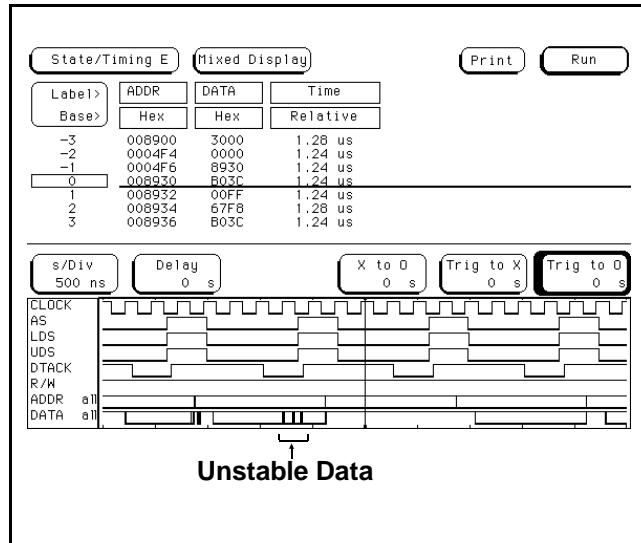 State/Timing E Mixed Display Print Run
Label> ADDR DATA Time
Base> Hex Hex Relative
-3 008900 3000 1.28 us
-2 0004F4 0000 1.24 us
-1 0004F6 8930 1.24 us
0 008930 B03C 1.24 us
1 008932 00FF 1.24 us
2 008934 67F8 1.28 us
3 008936 B03C 1.24 us
s/Div Delay X to O Trig to X Trig to O
500 ns 0 s 0 s 0 s 0 s
CLOCK
AS
LDS
UDS
DTACK
R/W
ADDR all
DATA all
Unstable Data